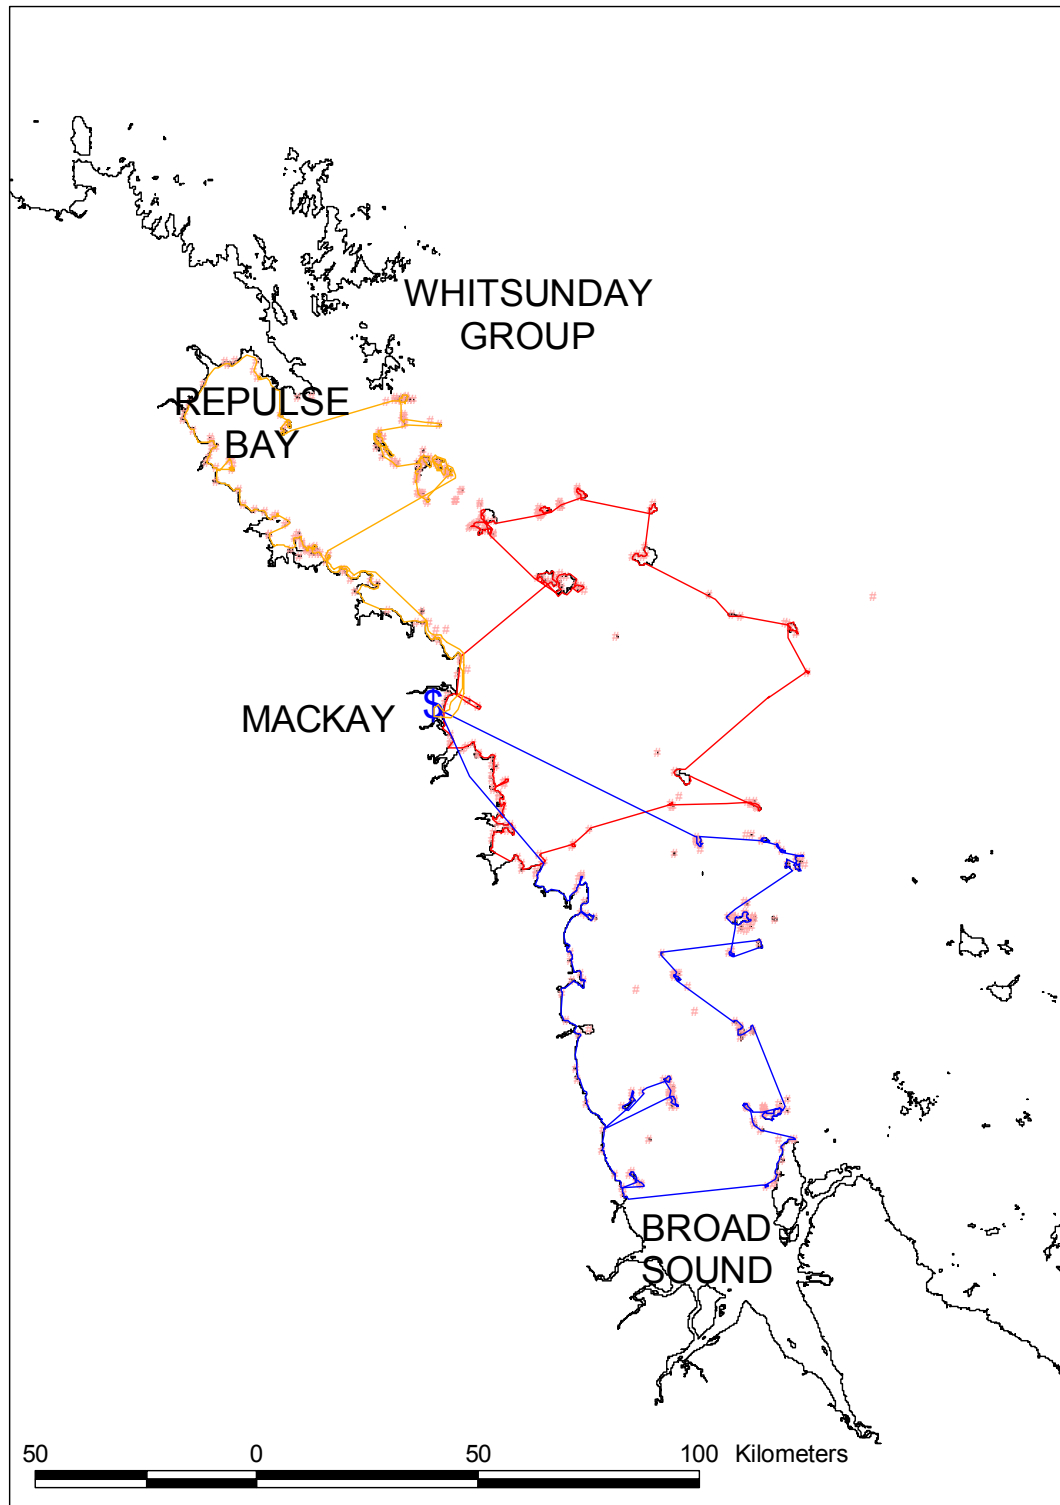 WHITSUNDAY
GROUP
REPULSE
BAY
MACKAY
$
BROAD
SOUND
50 0 50 100 Kilometers